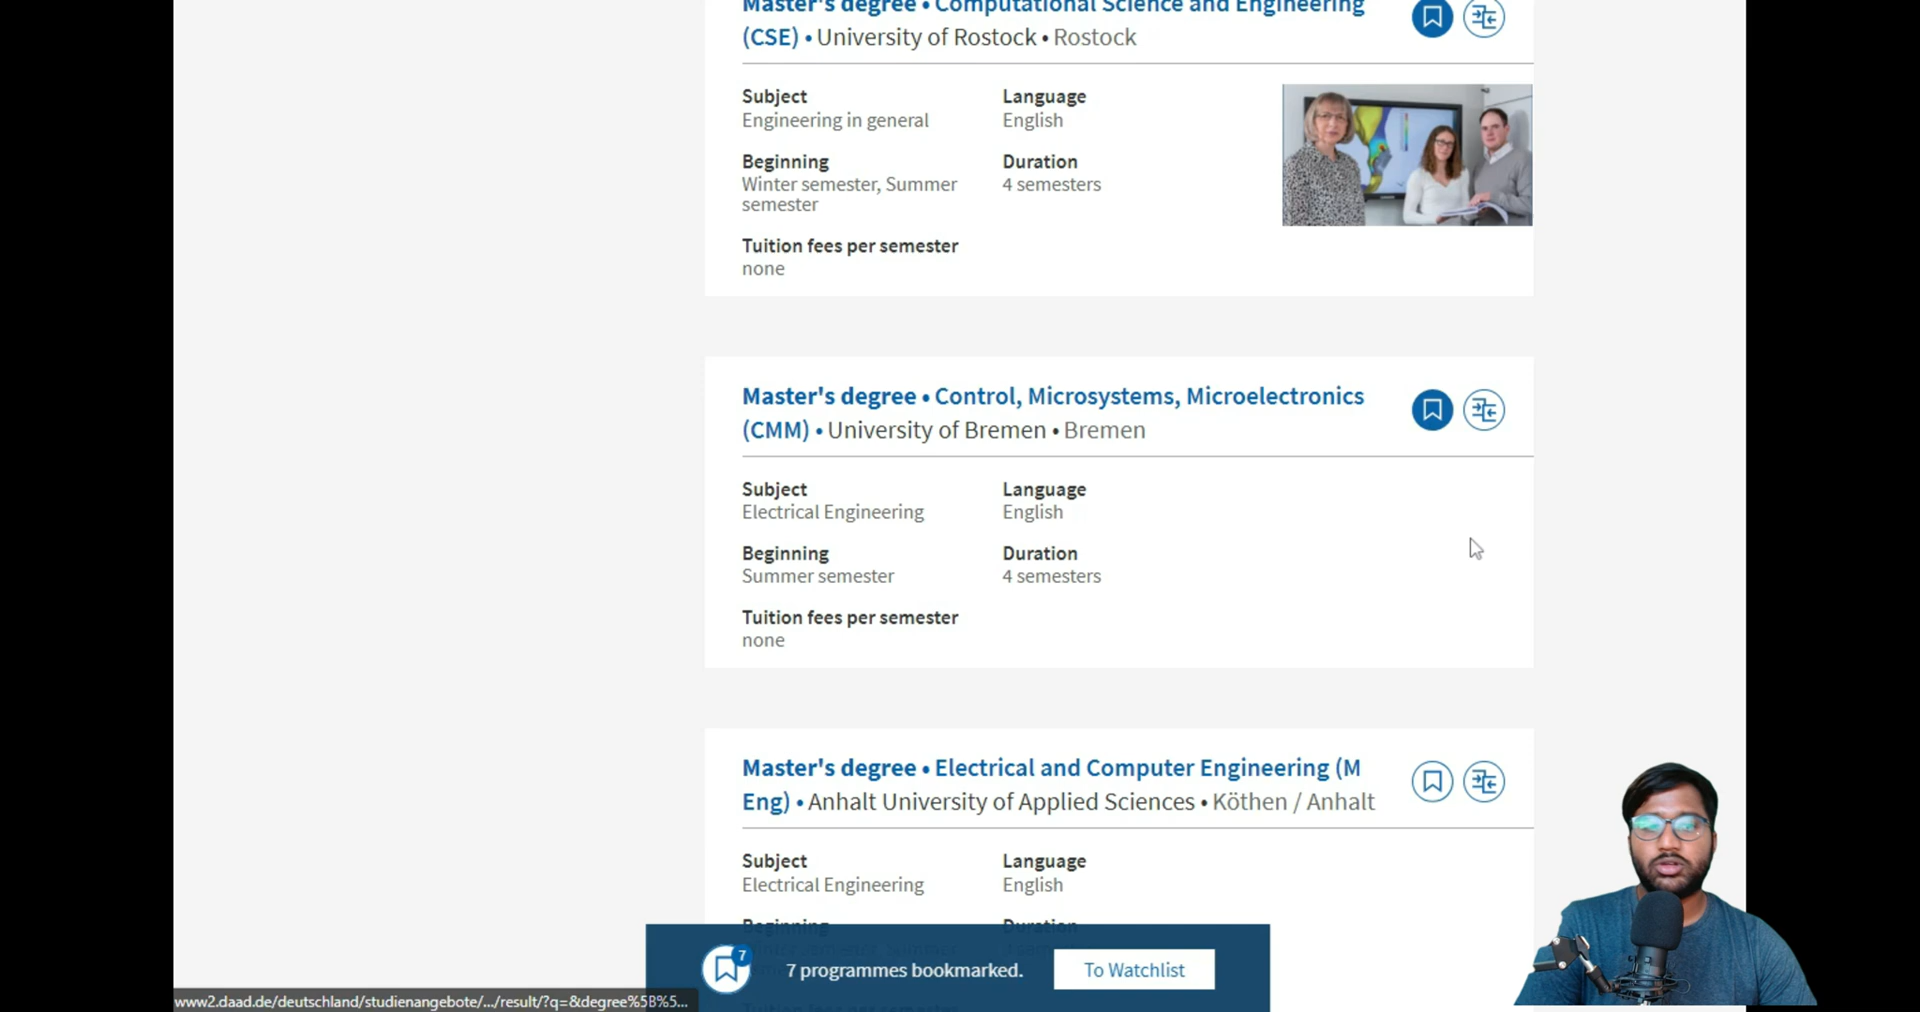 Master's degree • Computational Science and Engineering
(CSE) • University of Rostock • Rostock
Subject
Engineering in general
Language
English
Beginning
Winter semester, Summer
semester
Duration
4 semesters
Tuition fees per semester
none
Master's degree • Control, Microsystems, Microelectronics
(CMM) • University of Bremen • Bremen
Subject
Electrical Engineering
Language
English
Beginning
Summer semester
Duration
4 semesters
Tuition fees per semester
none
Master's degree • Electrical and Computer Engineering (M
Eng) • Anhalt University of Applied Sciences • Köthen / Anhalt
Subject
Electrical Engineering
Language
English
Beginning
Duration
7
7 programmes bookmarked.
To Watchlist
www2.daad.de/deutschland/studienangebote/.../result/?q=&degree%5B%5...